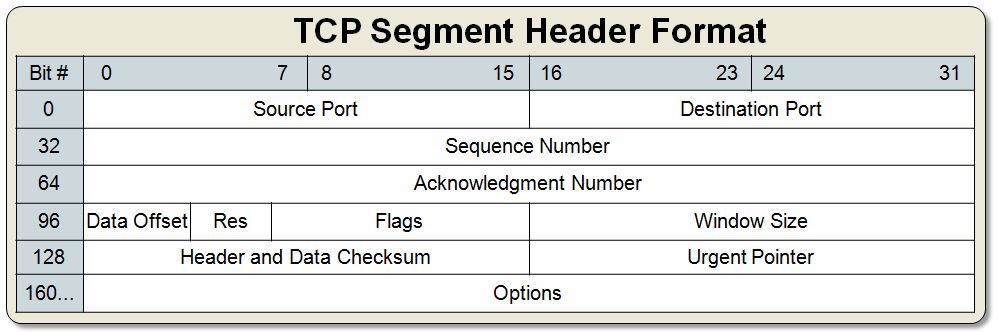 TCP Segment Header Format
Bit # 0 7 8 15 16 23 24 31
0 Source Port Destination Port
32 Sequence Number
64 Acknowledgment Number
96 Data Offset Res Flags Window Size
128 Header and Data Checksum Urgent Pointer
160... Options